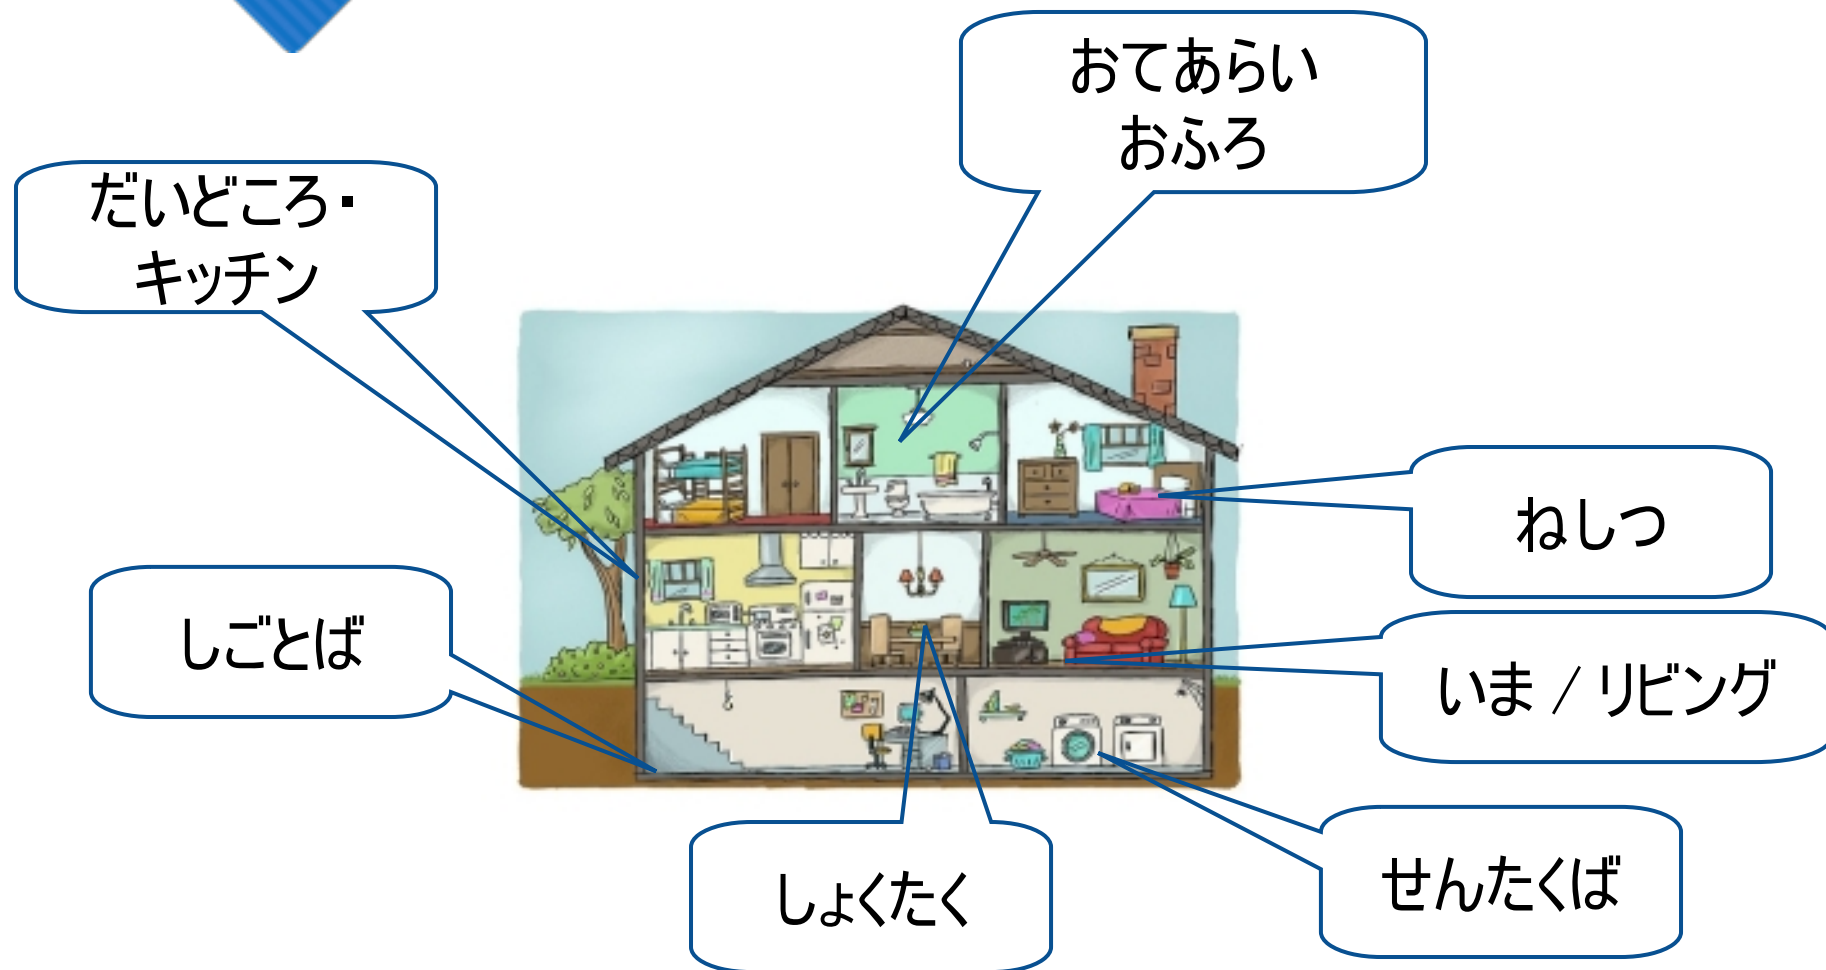 おてあらい
おふろ
だいどころ・
キッチン
ねしつ
しごとば
いま / リビング
しょくたく
せんたくば